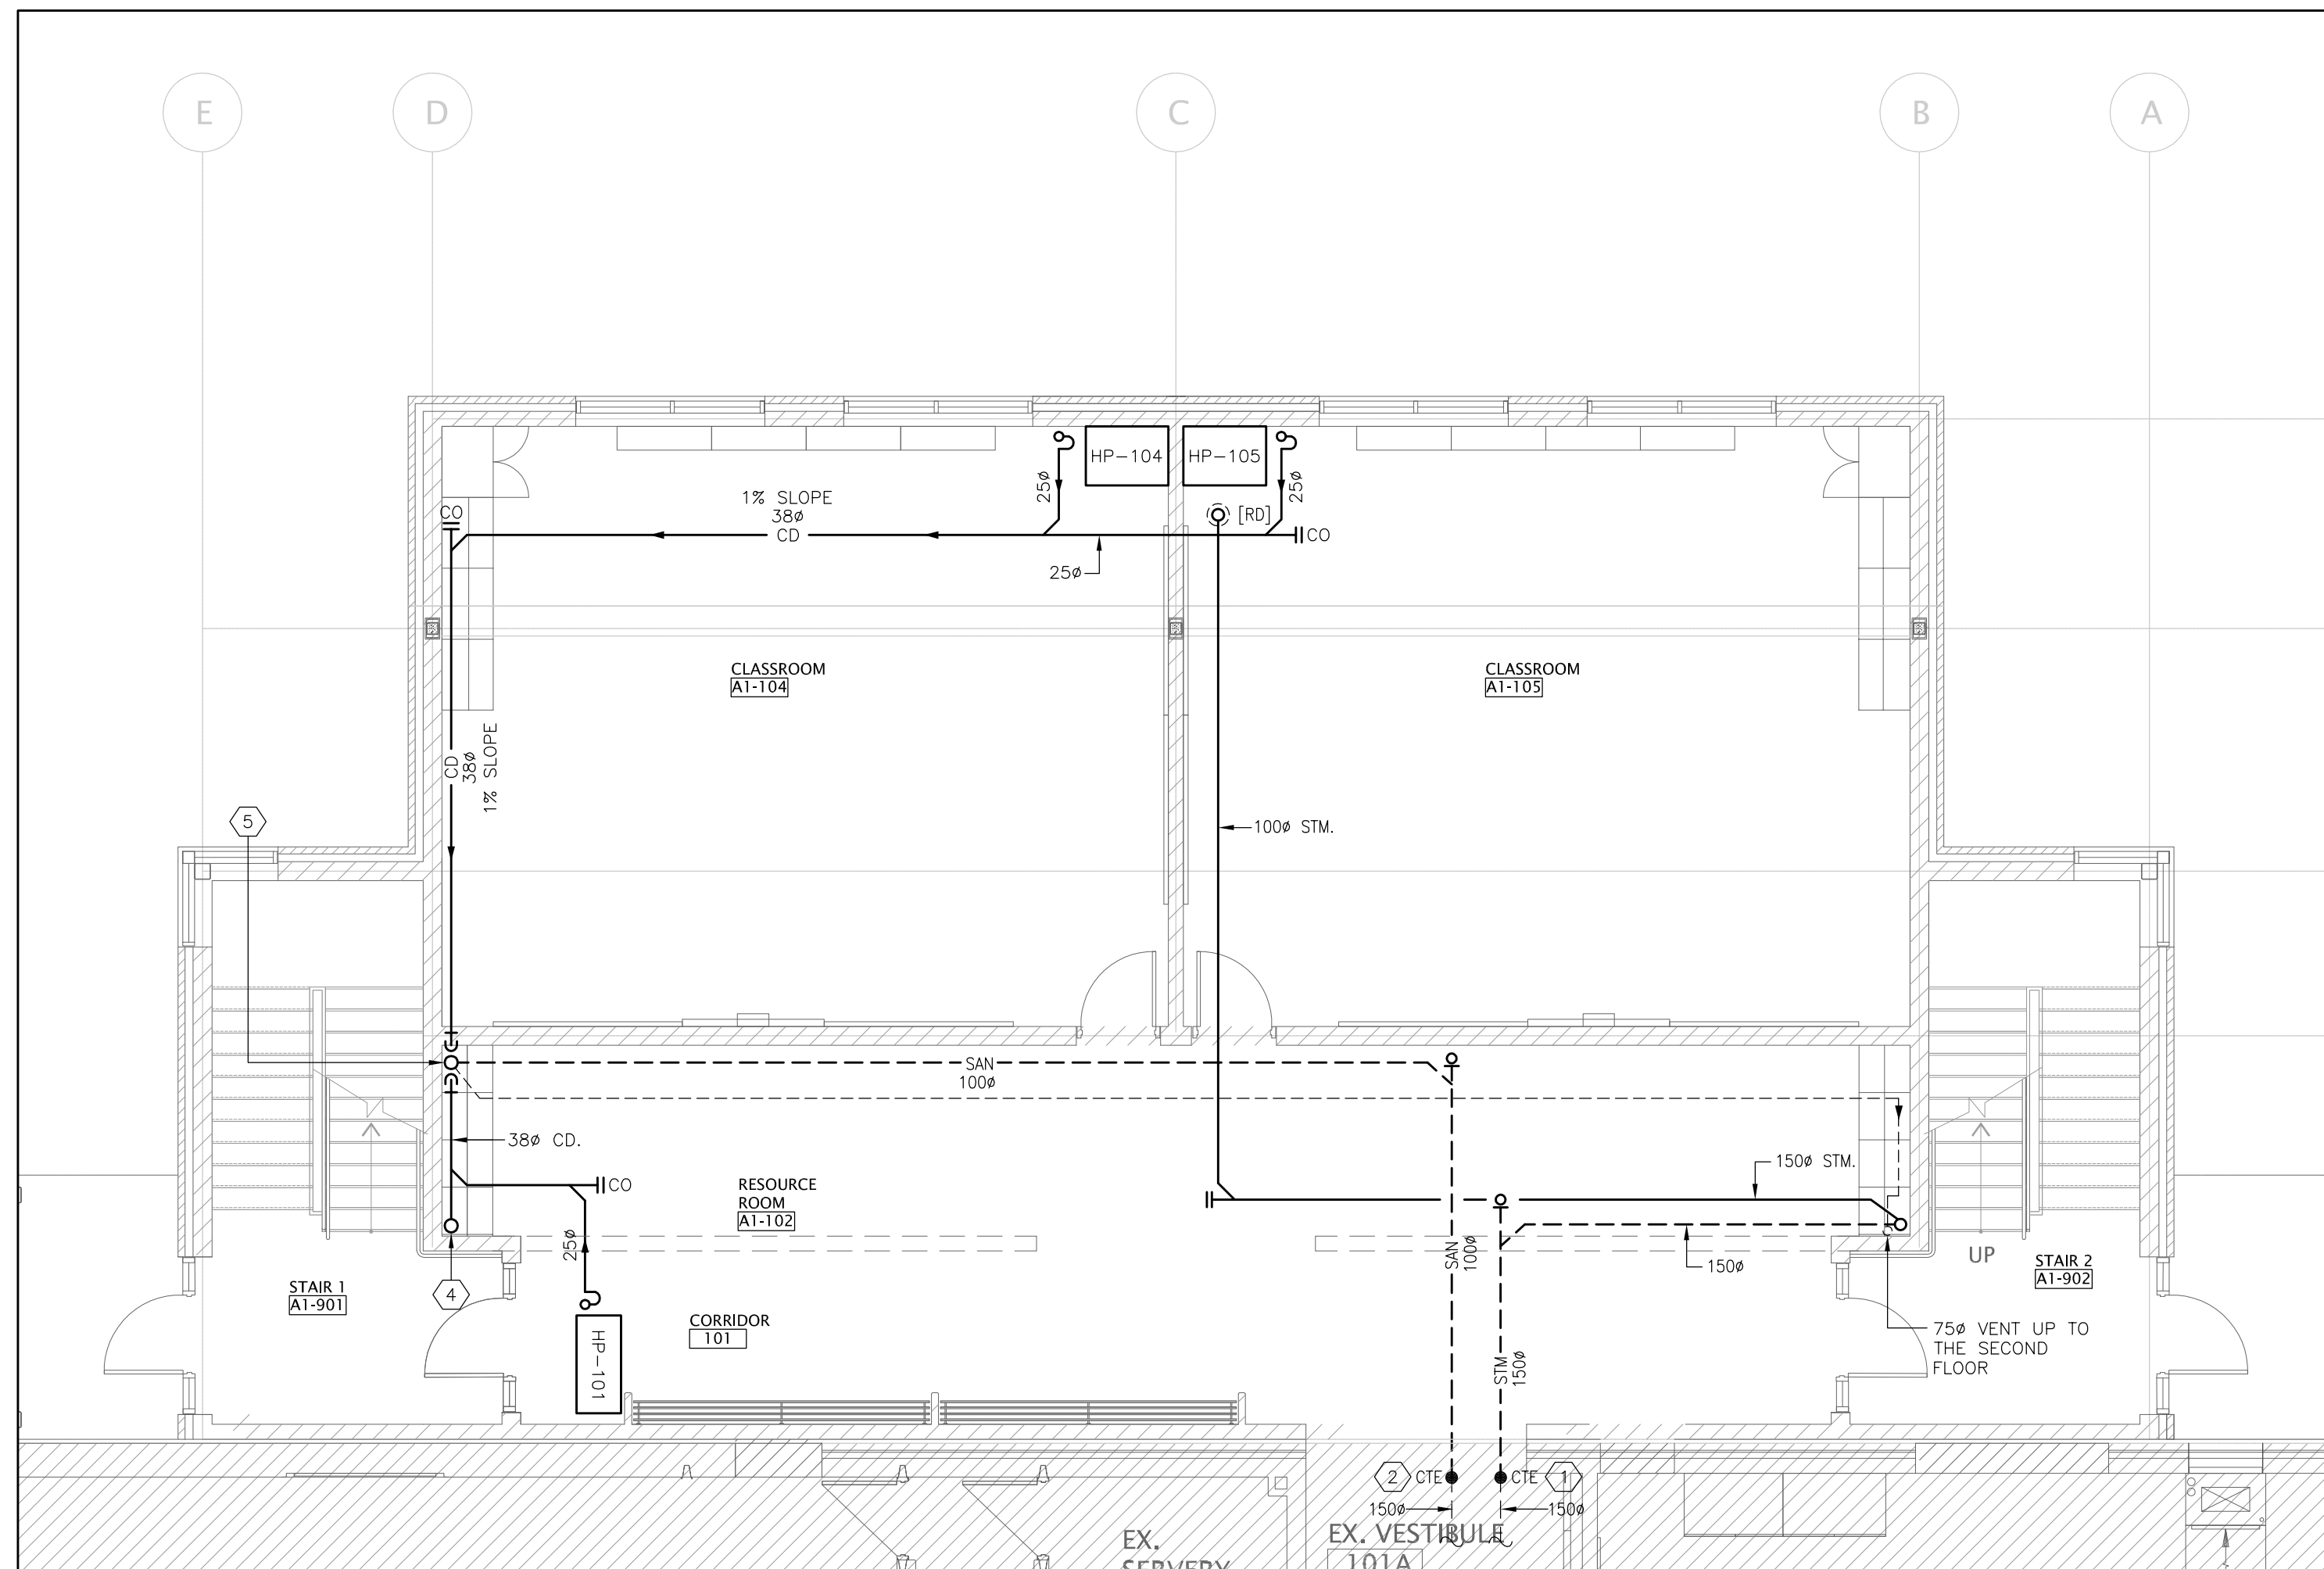 E
D
C
B
A
HP-104
HP-105
25ø
25ø
1% SLOPE
38ø
CD
CO
[RD]
CO
25ø
CLASSROOM
A1-104
CLASSROOM
A1-105
CD
38ø
1% SLOPE
5
100ø STM.
SAN
100ø
38ø CD.
CO
RESOURCE
ROOM
A1-102
150ø STM.
25ø
SAN
100ø
150ø
UP
STAIR 1
A1-901
4
STAIR 2
A1-902
CORRIDOR
101
HP-101
STM
150ø
75ø VENT UP TO
THE SECOND
FLOOR
2
CTE
CTE
1
150ø
150ø
EX.
SERVERY
EX. VESTIBULE
101A